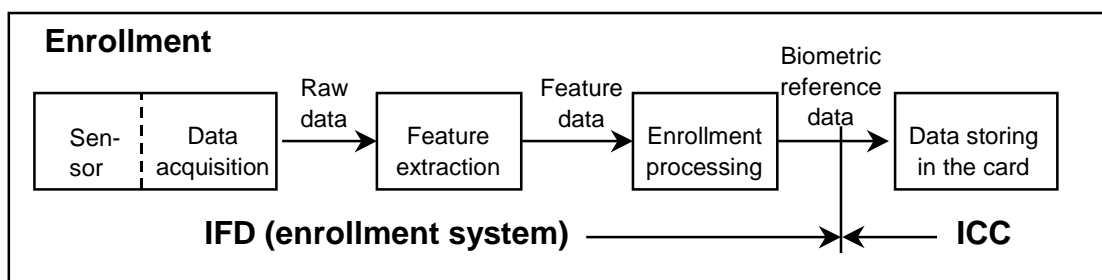 Enrollment
Sen-
sor
Data
acquisition
Raw
data
Feature
extraction
Feature
data
Enrollment
processing
Biometric
reference
data
Data storing
in the card
IFD (enrollment system)
ICC